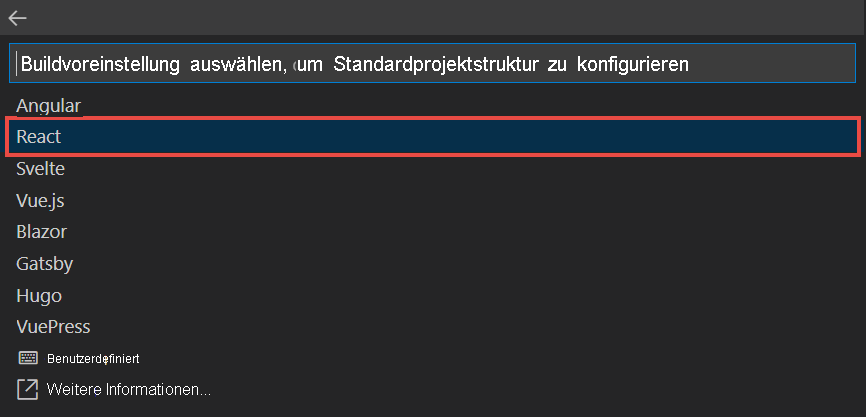 Buildvoreinstellung auswählen, um Standardprojektstruktur zu konfigurieren
Angular
React
Svelte
Vue.js
Blazor
Gatsby
Hugo
VuePress
Benutzerdefiniert
Weitere Informationen...